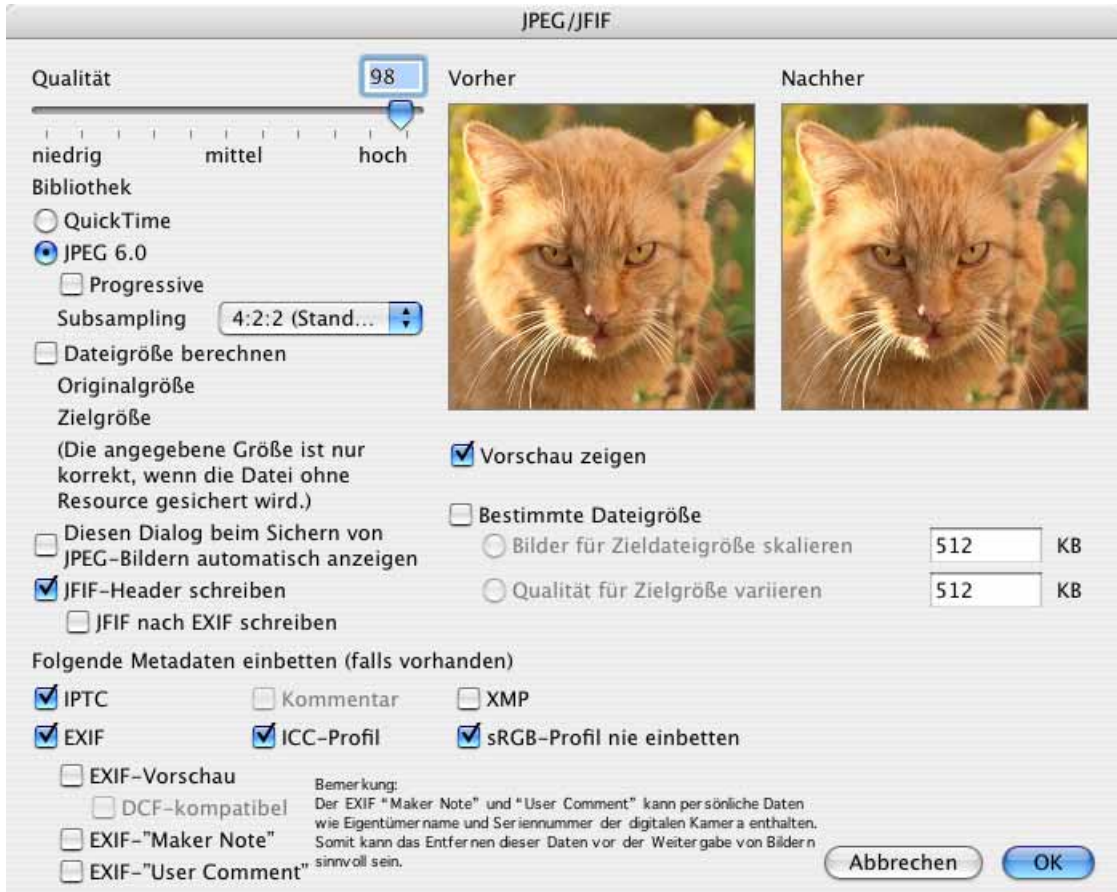 JPEG/JFIF
Qualität 98
niedrig mittel hoch
Bibliothek
QuickTime
JPEG 6.0
Progressive
Subsampling 4:2:2 (Stand...
Dateigröße berechnen
Originalgröße
Zielgröße
(Die angegebene Größe ist nur
korrekt, wenn die Datei ohne
Resource gesichert wird.)
Diesen Dialog beim Sichern von
JPEG-Bildern automatisch anzeigen
JFIF-Header schreiben
JFIF nach EXIF schreiben
Vorher Nachher
Vorschau zeigen
Bestimmte Dateigröße
Bilder für Zieldateigröße skalieren 512 KB
Qualität für Zielgröße variieren 512 KB
Folgende Metadaten einbetten (falls vorhanden)
IPTC Kommentar XMP
EXIF ICC-Profil sRGB-Profil nie einbetten
EXIF-Vorschau
DCF-kompatibel
EXIF-"Maker Note"
EXIF-"User Comment"
Bemerkung:
Der EXIF "Maker Note" und "User Comment" kann persönliche Daten
wie Eigentümername und Seriennummer der digitalen Kamera enthalten.
Somit kann das Entfernen dieser Daten vor der Weitergabe von Bildern
sinnvoll sein.
Abbrechen OK